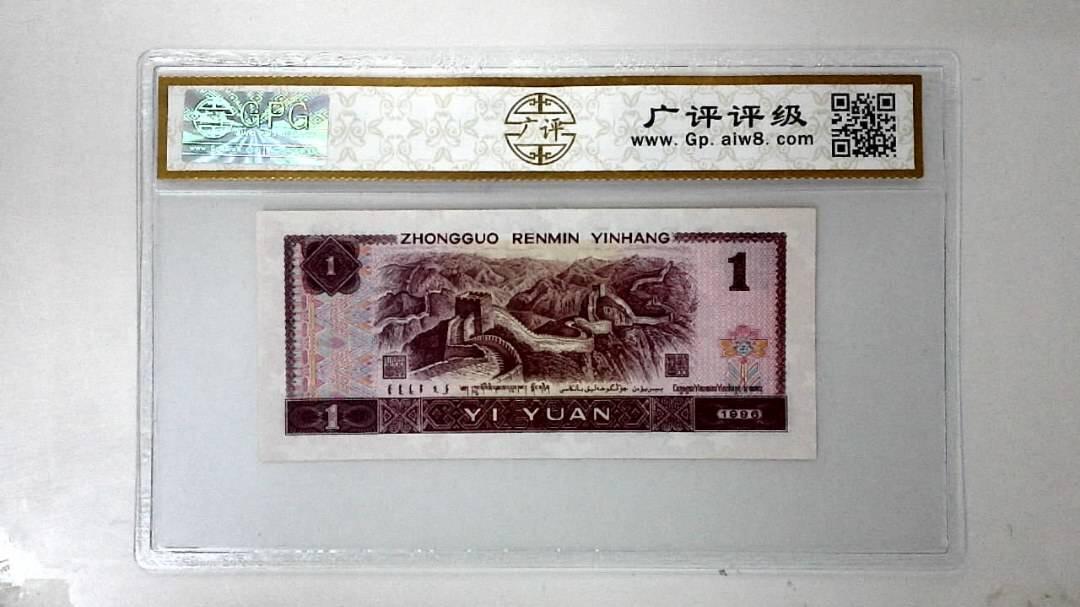 GPG
广评
广评评级
www. Gp. aiw8. com
ZHONGGUO RENMIN YINHANG
1
1
1
YI YUAN
1996